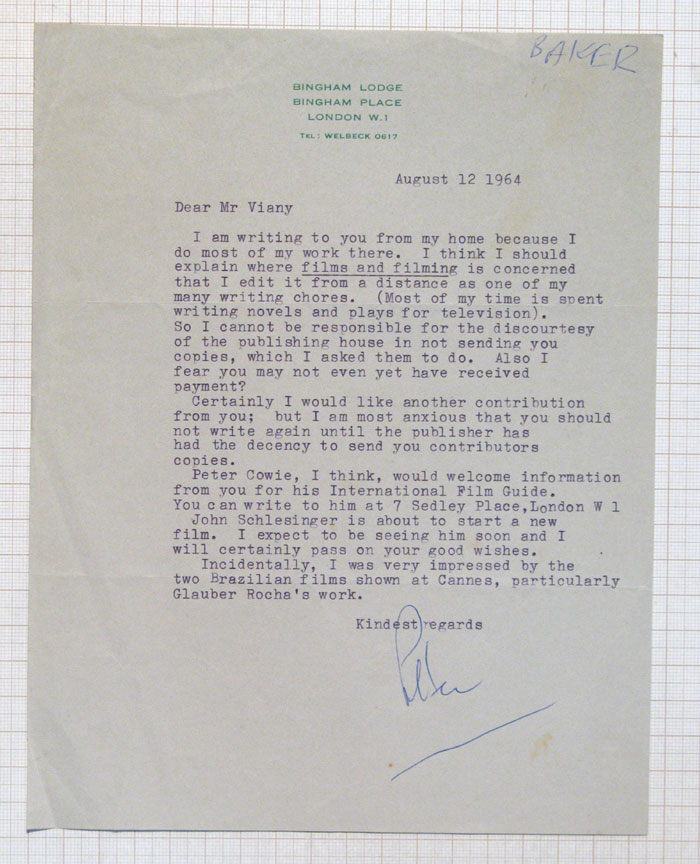 BAKER
BINGHAM LODGE
BINGHAM PLACE
LONDON W.1
TEL: WELBECK 0617
August 12 1964
Dear Mr Viany
I am writing to you from my home because I
do most of my work there. I think I should
explain where films and filming is concerned
that I edit it from a distance as one of my
many writing chores. (Most of my time is spent
writing novels and plays for television).
So I cannot be responsible for the discourtesy
of the publishing house in not sending you
copies, which I asked them to do. Also I
fear you may not even yet have received
payment?
Certainly I would like another contribution
from you; but I am most anxious that you should
not write again until the publisher has
had the decency to send you contributors
copies.
Peter Cowie, I think, would welcome information
from you for his International Film Guide.
You can write to him at 7 Sedley Place,London W 1
John Schlesinger is about to start a new
film. I expect to be seeing him soon and I
will certainly pass on your good wishes.
Incidentally, I was very impressed by the
two Brazilian films shown at Cannes, particularly
Glauber Rocha's work.
Kindest regards